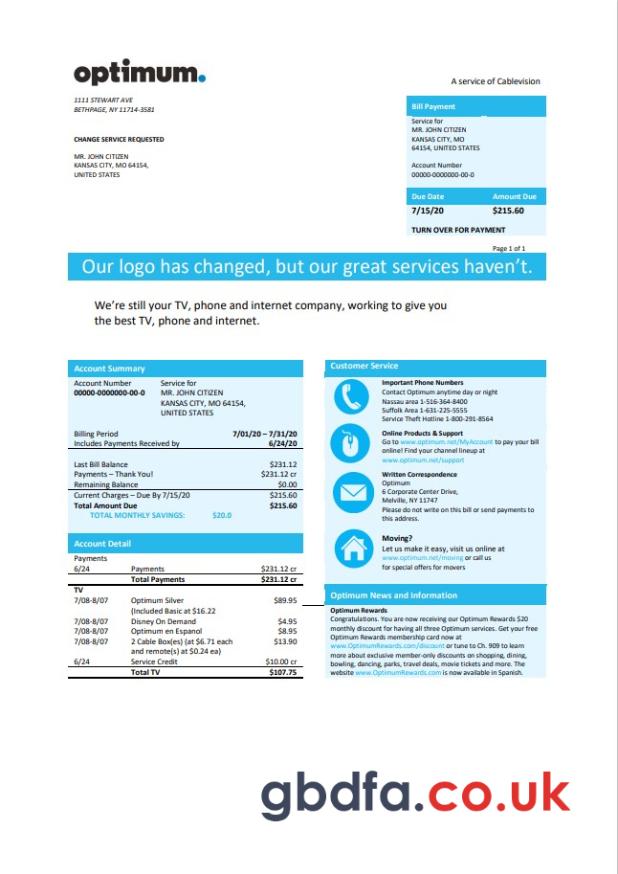 optimum.
A service of Cablevision
1111 STEWART AVE
BETHPAGE, NY 11714-3581
CHANGE SERVICE REQUESTED
MR. JOHN CITIZEN
KANSAS CITY, MO 64154,
UNITED STATES
Bill Payment
Service for
MR. JOHN CITIZEN
KANSAS CITY, MO
64154, UNITED STATES
Account Number
00000-0000000-00-0
Due Date Amount Due
7/15/20 $215.60
TURN OVER FOR PAYMENT
Page 1 of 1
Our logo has changed, but our great services haven't.
We're still your TV, phone and internet company, working to give you
the best TV, phone and internet.
Account Summary
Account Number Service for
00000-0000000-00-0 MR. JOHN CITIZEN
KANSAS CITY, MO 64154,
UNITED STATES
Billing Period 7/01/20 – 7/31/20
Includes Payments Received by 6/24/20
Last Bill Balance $231.12
Payments – Thank You! $231.12 cr
Remaining Balance $0.00
Current Charges – Due By 7/15/20 $215.60
Total Amount Due $215.60
TOTAL MONTHLY SAVINGS: $20.0
Account Detail
Payments
6/24 Payments $231.12 cr
Total Payments $231.12 cr
TV
7/08-8/07 Optimum Silver $89.95
(Included Basic at $16.22
7/08-8/07 Disney On Demand $4.95
7/08-8/07 Optimum en Espanol $8.95
7/08-8/07 2 Cable Box(es) (at $6.71 each $13.90
and remote(s) at $0.24 ea)
6/24 Service Credit $10.00 cr
Total TV $107.75
Customer Service
Important Phone Numbers
Contact Optimum anytime day or night
Nassau area 1-516-364-8400
Suffolk Area 1-631-225-5555
Service Theft Hotline 1-800-291-8564
Online Products & Support
Go to www.optimum.net/MyAccount to pay your bill
online! Find your channel lineup at
www.optimum.net/support
Written Correspondence
Optimum
6 Corporate Center Drive,
Melville, NY 11747
Please do not write on this bill or send payments to
this address.
Moving?
Let us make it easy, visit us online at
www.optimum.net/moving or call us
for special offers for movers
Optimum News and Information
Optimum Rewards
Congratulations. You are now receiving our Optimum Rewards $20
monthly discount for having all three Optimum services. Get your free
Optimum Rewards membership card now at
www.OptimumRewards.com/discount or tune to Ch. 909 to learn
more about exclusive member-only discounts on shopping, dining,
bowling, dancing, parks, travel deals, movie tickets and more. The
website www.OptimumRewards.com is now available in Spanish.
gbdfa.co.uk